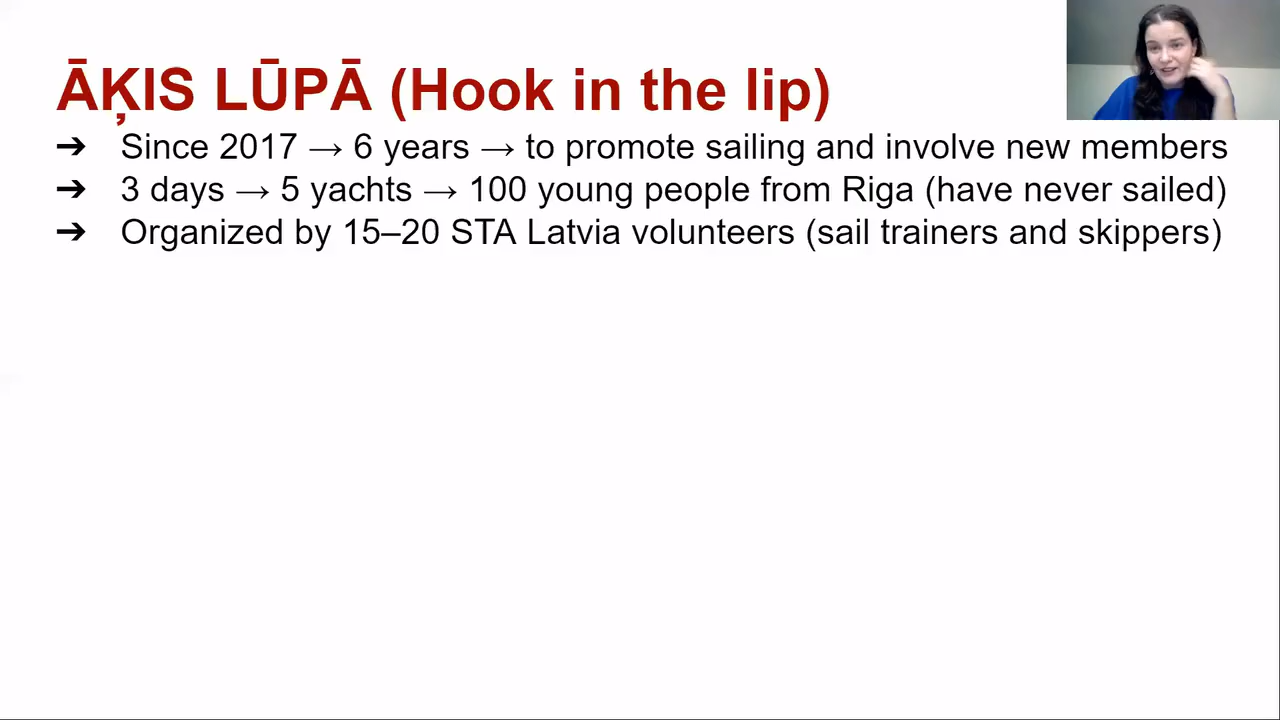 ĀĶIS LŪPĀ (Hook in the lip)
➔ Since 2017 → 6 years → to promote sailing and involve new members
➔ 3 days → 5 yachts → 100 young people from Riga (have never sailed)
➔ Organized by 15–20 STA Latvia volunteers (sail trainers and skippers)